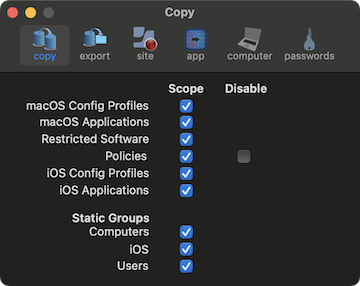 Copy
copy export site app computer passwords
Scope Disable
macOS Config Profiles
macOS Applications
Restricted Software
Policies
iOS Config Profiles
iOS Applications
Static Groups
Computers
iOS
Users